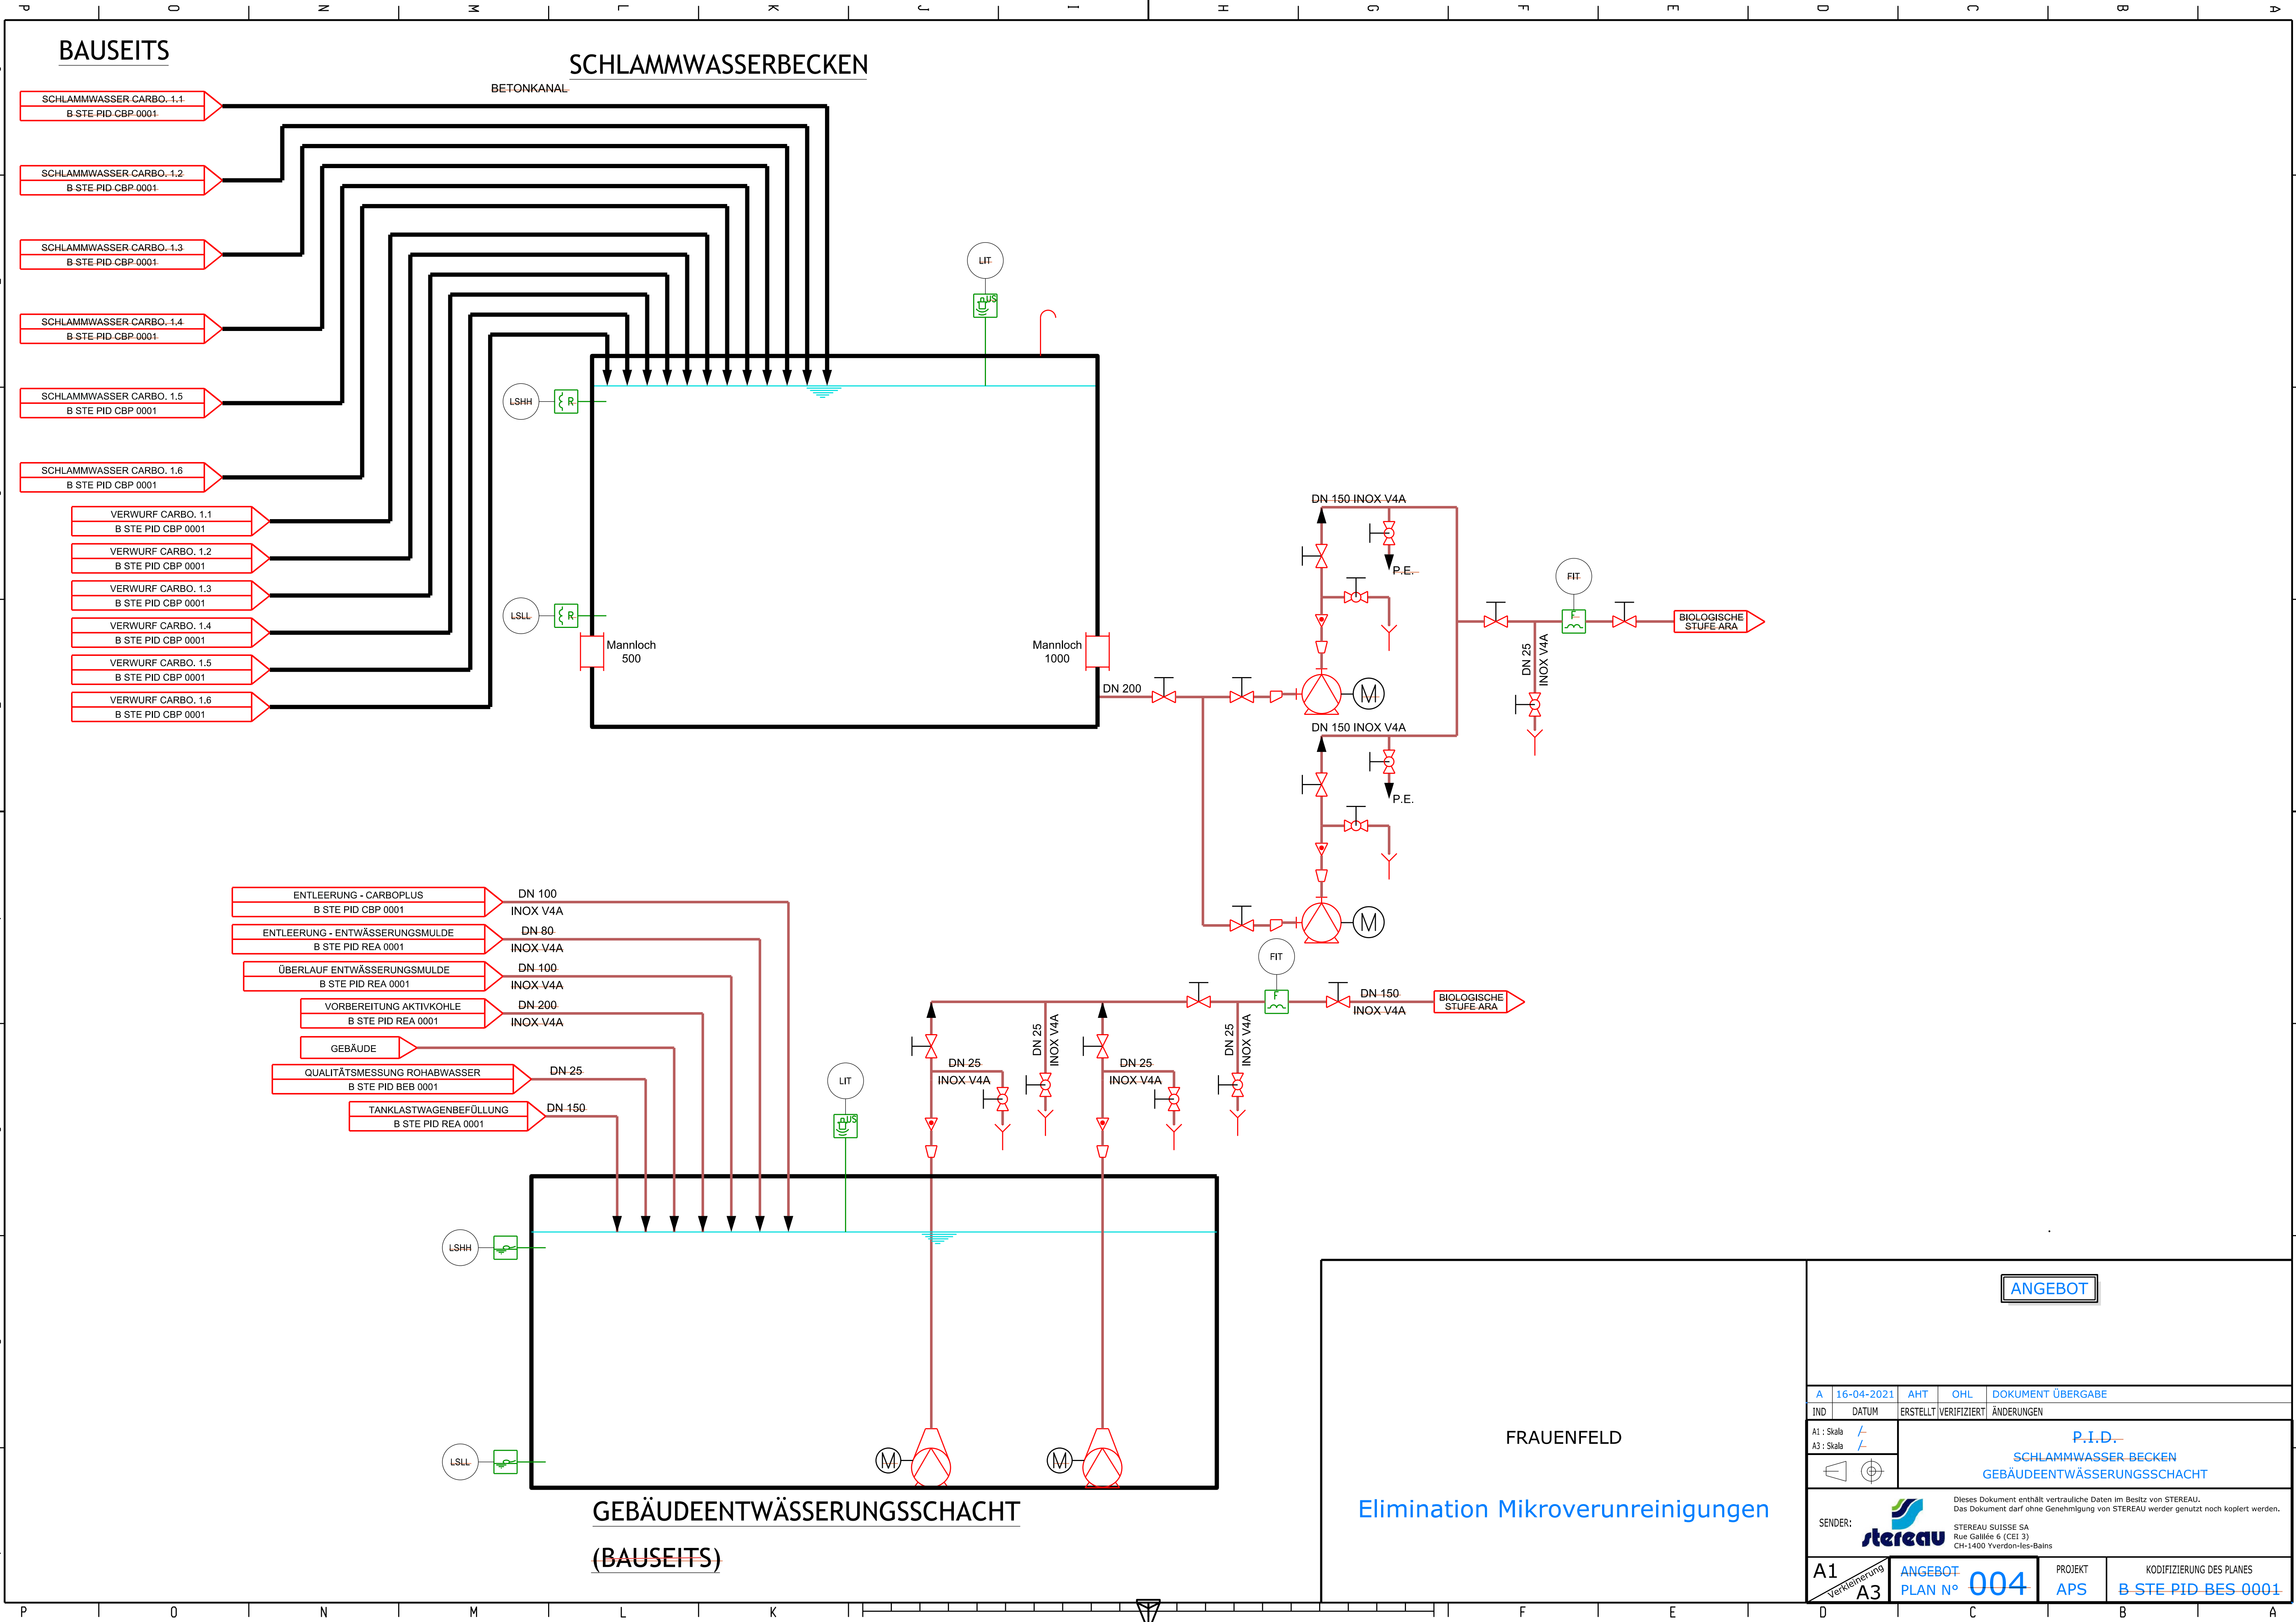 P O N M L K J I H G F E D C B A
BAUSEITS
SCHLAMMWASSERBECKEN
BETONKANAL
SCHLAMMWASSER CARBO. 1.1
B STE PID CBP 0001
SCHLAMMWASSER CARBO. 1.2
B STE PID CBP 0001
SCHLAMMWASSER CARBO. 1.3
B STE PID CBP 0001
SCHLAMMWASSER CARBO. 1.4
B STE PID CBP 0001
SCHLAMMWASSER CARBO. 1.5
B STE PID CBP 0001
SCHLAMMWASSER CARBO. 1.6
B STE PID CBP 0001
VERWURF CARBO. 1.1
B STE PID CBP 0001
VERWURF CARBO. 1.2
B STE PID CBP 0001
VERWURF CARBO. 1.3
B STE PID CBP 0001
VERWURF CARBO. 1.4
B STE PID CBP 0001
VERWURF CARBO. 1.5
B STE PID CBP 0001
VERWURF CARBO. 1.6
B STE PID CBP 0001
LIT
US
LSHH
R
LSLL
R
Mannloch
500
Mannloch
1000
DN 200
DN 150 INOX V4A
P.E.
M
DN 150 INOX V4A
P.E.
M
FIT
F
DN 25
INOX V4A
BIOLOGISCHE
STUFE ARA
ENTLEERUNG - CARBOPLUS
B STE PID CBP 0001
DN 100
INOX V4A
ENTLEERUNG - ENTWÄSSERUNGSMULDE
B STE PID REA 0001
DN 80
INOX V4A
ÜBERLAUF ENTWÄSSERUNGSMULDE
B STE PID REA 0001
DN 100
INOX V4A
VORBEREITUNG AKTIVKOHLE
B STE PID REA 0001
DN 200
INOX V4A
GEBÄUDE
QUALITÄTSMESSUNG ROHABWASSER
B STE PID BEB 0001
DN 25
TANKLASTWAGENBEFÜLLUNG
B STE PID REA 0001
DN 150
LIT
US
DN 25
INOX V4A
DN 25
INOX V4A
DN 25
INOX V4A
DN 25
INOX V4A
FIT
F
DN 150
INOX V4A
BIOLOGISCHE
STUFE ARA
LSHH
LSLL
M
M
GEBÄUDEENTWÄSSERUNGSSCHACHT
(BAUSEITS)
FRAUENFELD
Elimination Mikroverunreinigungen
ANGEBOT
A 16-04-2021 AHT OHL DOKUMENT ÜBERGABE
IND DATUM ERSTELLT VERIFIZIERT ÄNDERUNGEN
A1 : Skala /
A3 : Skala /
P.I.D.
SCHLAMMWASSER BECKEN
GEBÄUDEENTWÄSSERUNGSSCHACHT
SENDER:
stereau
Dieses Dokument enthält vertrauliche Daten im Besitz von STEREAU.
Das Dokument darf ohne Genehmigung von STEREAU werder genutzt noch kopiert werden.
STEREAU SUISSE SA
Rue Galilée 6 (CEI 3)
CH-1400 Yverdon-les-Bains
A1
Verkleinerung
A3
ANGEBOT
PLAN N° 004
PROJEKT
APS
KODIFIZIERUNG DES PLANES
B STE PID BES 0001
P O N M L K F E D C B A